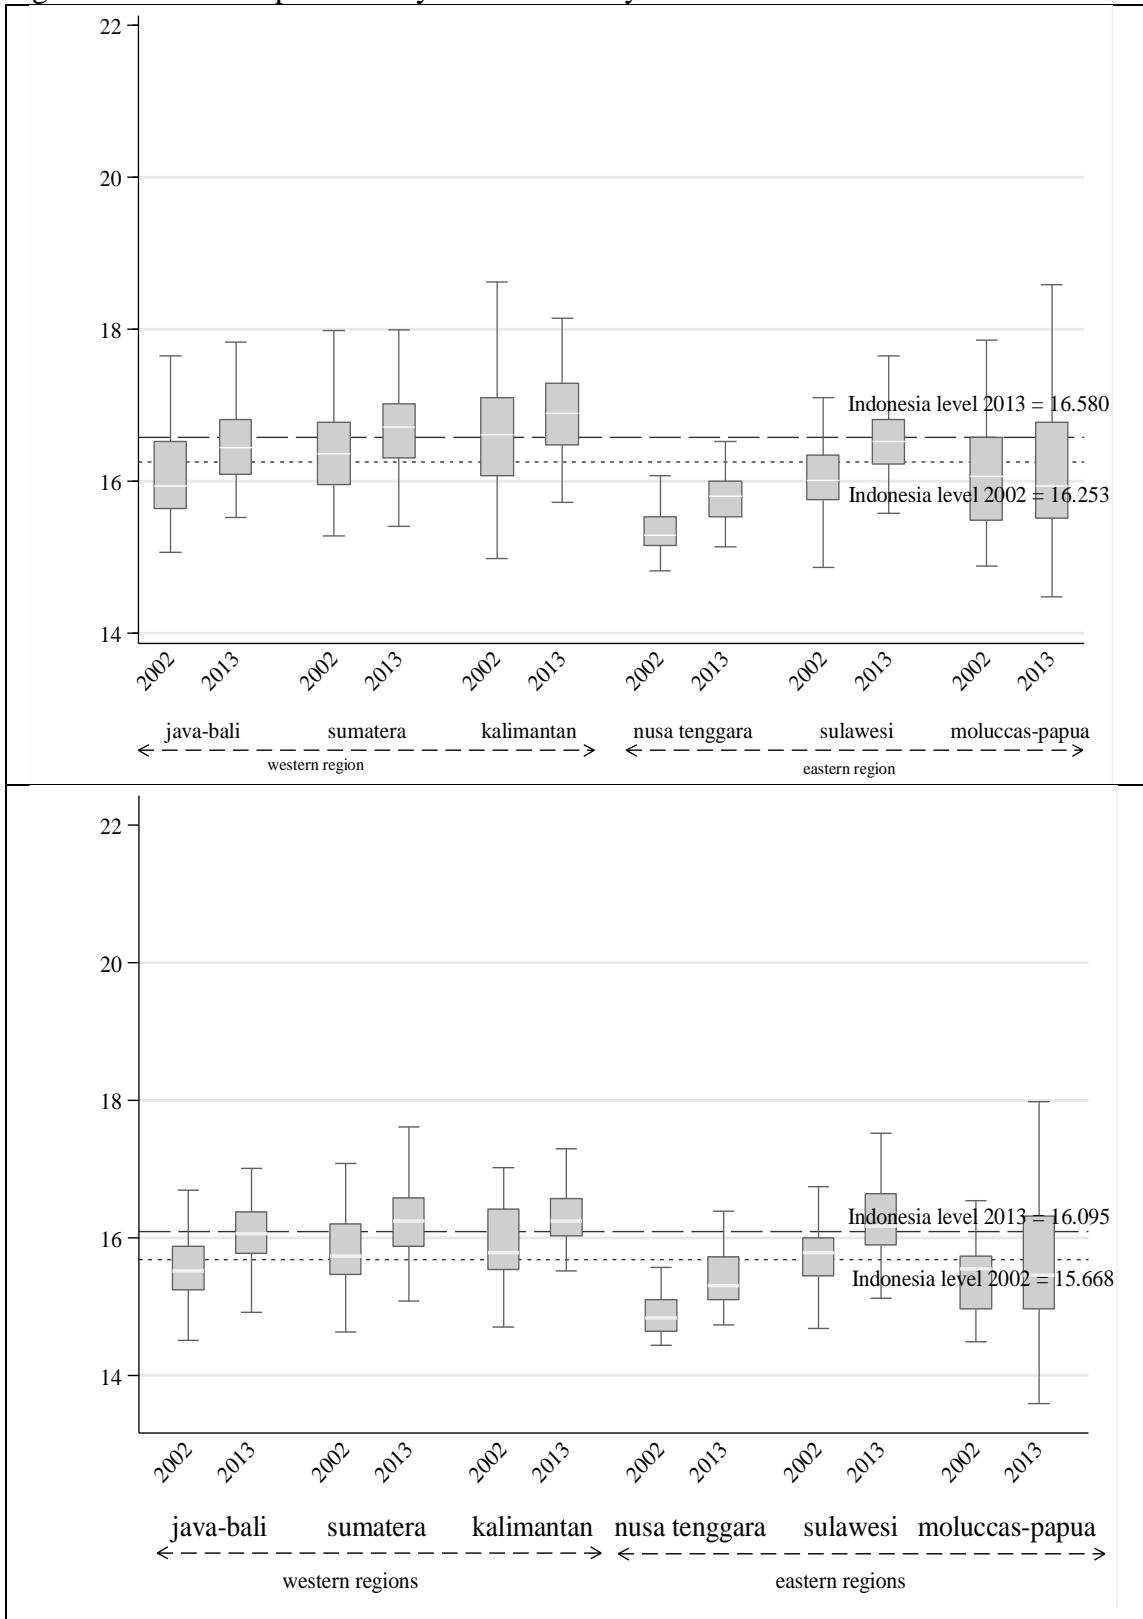 22
20
18
Indonesia level 2013 = 16.580
16
Indonesia level 2002 = 16.253
14
2002 2013 2002 2013 2002 2013 2002 2013 2002 2013 2002 2013
java-bali sumatera kalimantan nusa tenggara sulawesi moluccas-papua
western region eastern region
22
20
18
Indonesia level 2013 = 16.095
16
Indonesia level 2002 = 15.668
14
2002 2013 2002 2013 2002 2013 2002 2013 2002 2013 2002 2013
java-bali sumatera kalimantan nusa tenggara sulawesi moluccas-papua
western regions eastern regions